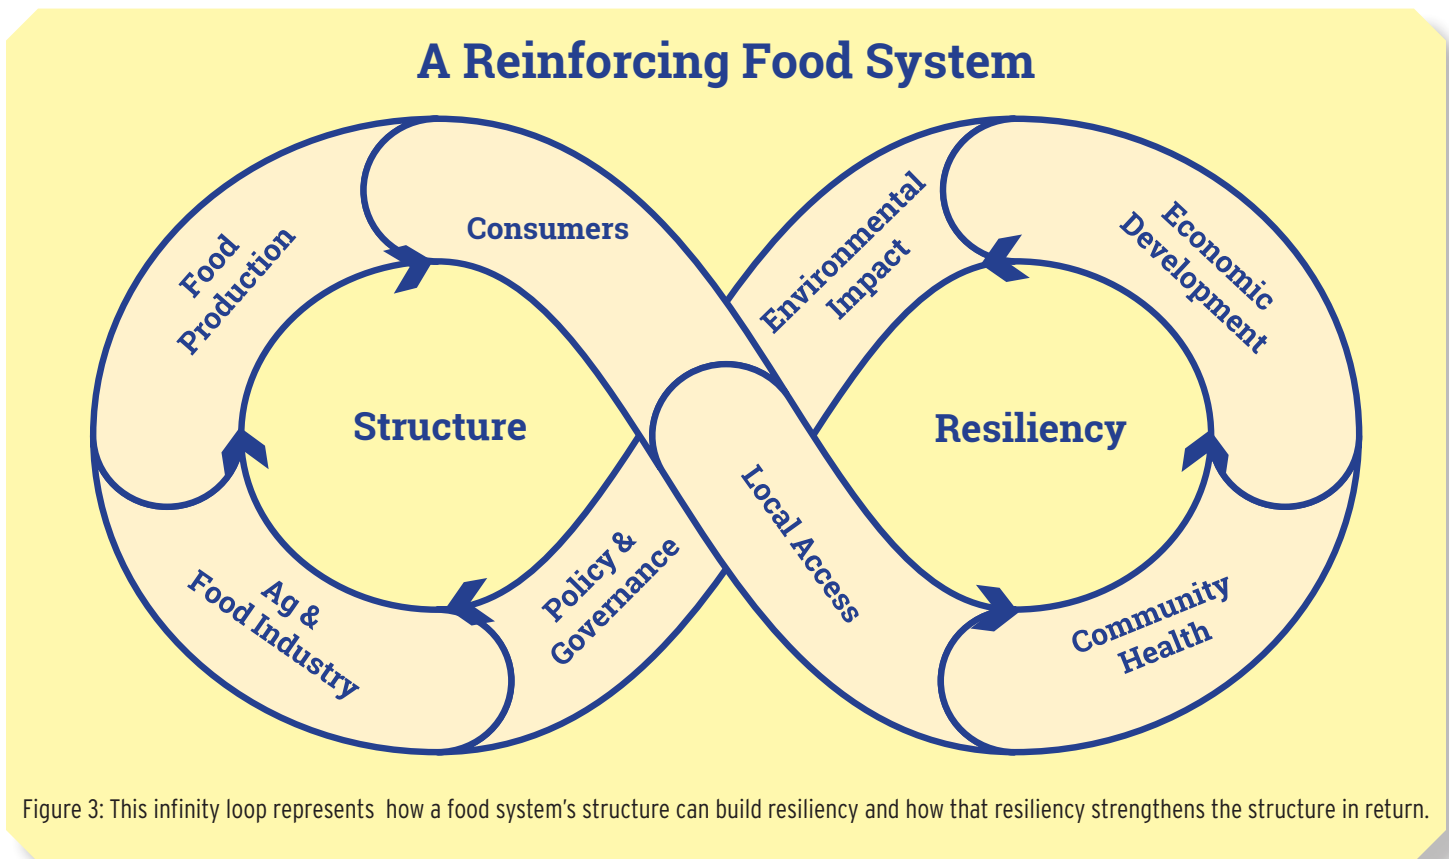 A Reinforcing Food System
Food
Production
Consumers
Environmental
Impact
Economic
Development
Structure
Resiliency
Ag &
Food Industry
Policy &
Governance
Local Access
Community
Health
Figure 3: This infinity loop represents how a food system's structure can build resiliency and how that resiliency strengthens the structure in return.